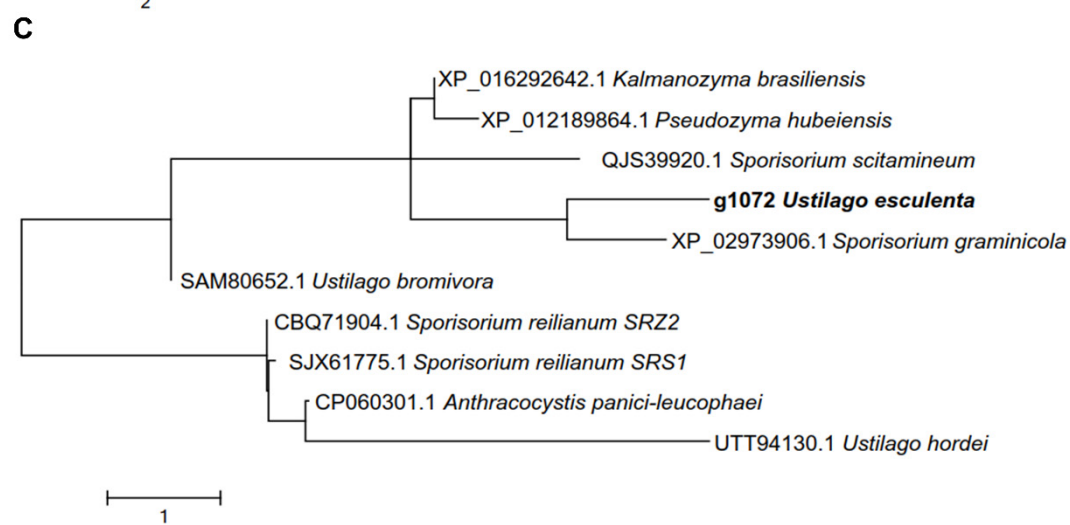 2
C
XP_016292642.1 Kalmanozyma brasiliensis
XP_012189864.1 Pseudozyma hubeiensis
QJS39920.1 Sporisorium scitamineum
g1072 Ustilago esculenta
XP_02973906.1 Sporisorium graminicola
SAM80652.1 Ustilago bromivora
CBQ71904.1 Sporisorium reilianum SRZ2
SJX61775.1 Sporisorium reilianum SRS1
CP060301.1 Anthracocystis panici-leucophaei
UTT94130.1 Ustilago hordei
1